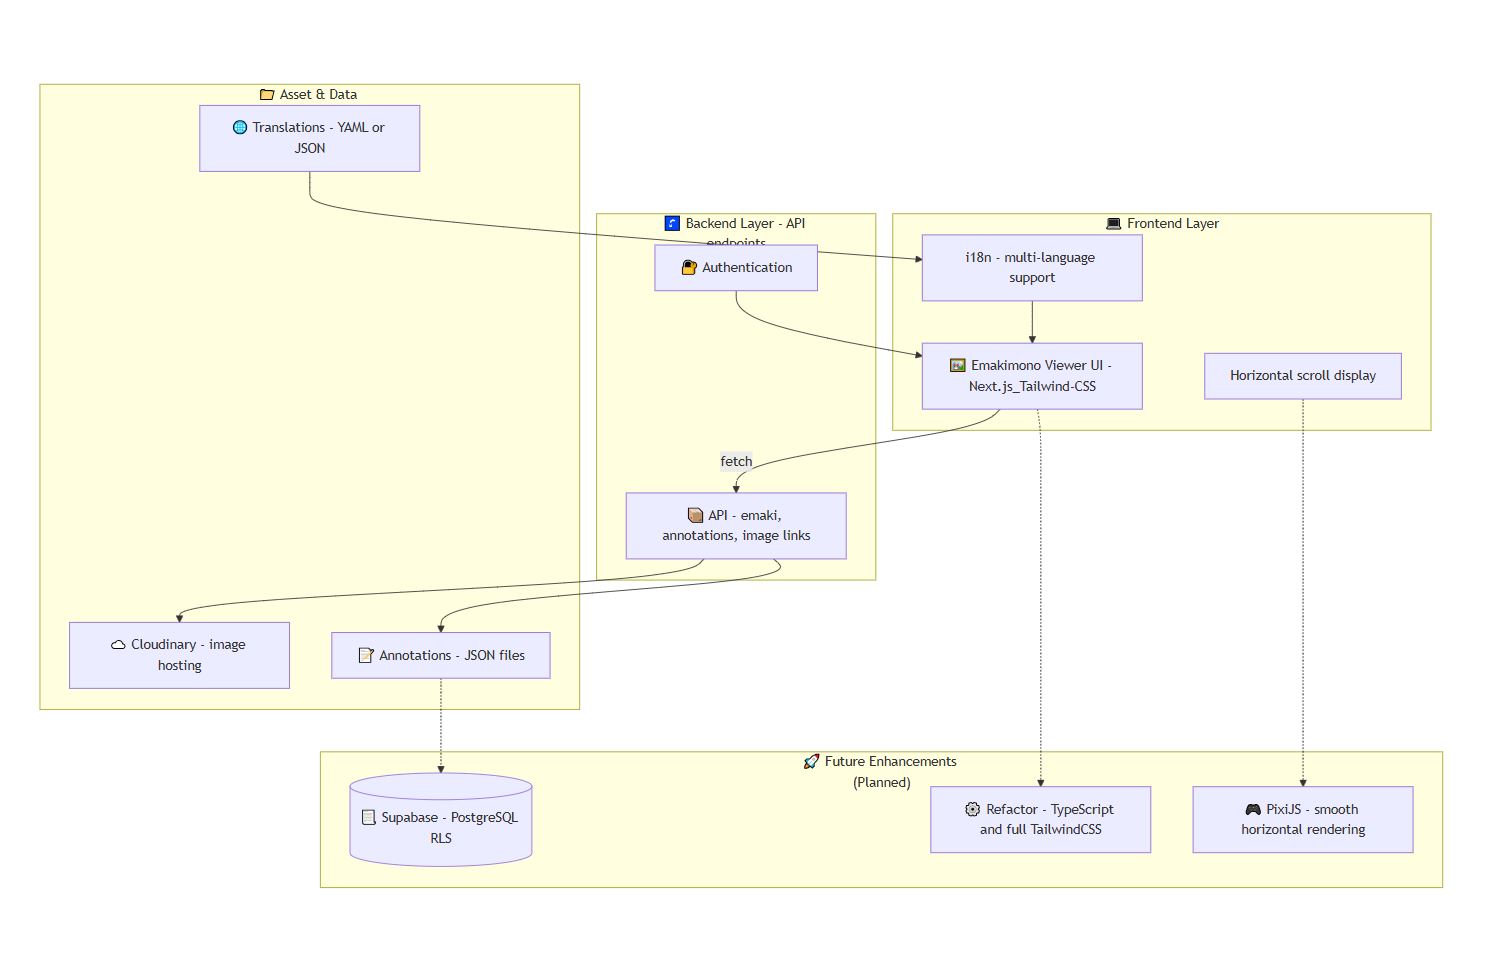 Asset & Data
Translations - YAML or
JSON
Backend Layer - API
endpoints
Authentication
Frontend Layer
i18n - multi-language
support
Emakimono Viewer UI -
Next.js_Tailwind-CSS
Horizontal scroll display
fetch
API - emaki,
annotations, image links
Cloudinary - image
hosting
Annotations - JSON files
Future Enhancements
(Planned)
Supabase - PostgreSQL
RLS
Refactor - TypeScript
and full TailwindCSS
PixiJS - smooth
horizontal rendering